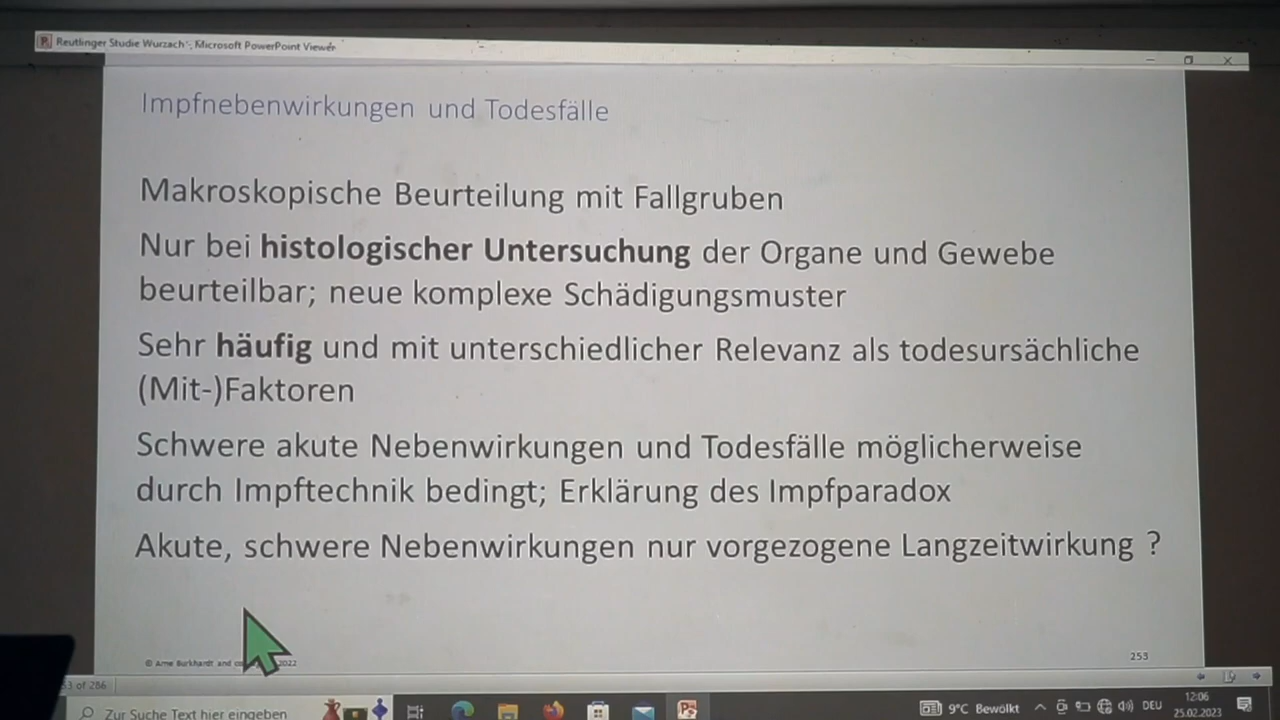 Reutlinger Studie Wurzach - Microsoft PowerPoint Viewer
Impfnebenwirkungen und Todesfälle
Makroskopische Beurteilung mit Fallgruben
Nur bei histologischer Untersuchung der Organe und Gewebe
beurteilbar; neue komplexe Schädigungsmuster
Sehr häufig und mit unterschiedlicher Relevanz als todesursächliche
(Mit-)Faktoren
Schwere akute Nebenwirkungen und Todesfälle möglicherweise
durch Impftechnik bedingt; Erklärung des Impfparadox
Akute, schwere Nebenwirkungen nur vorgezogene Langzeitwirkung ?
© Arne Burkhardt and 2022
253
of 286
Zur Suche Text hier eingeben
9°C Bewölkt
DEU
12:06
25.02.2023